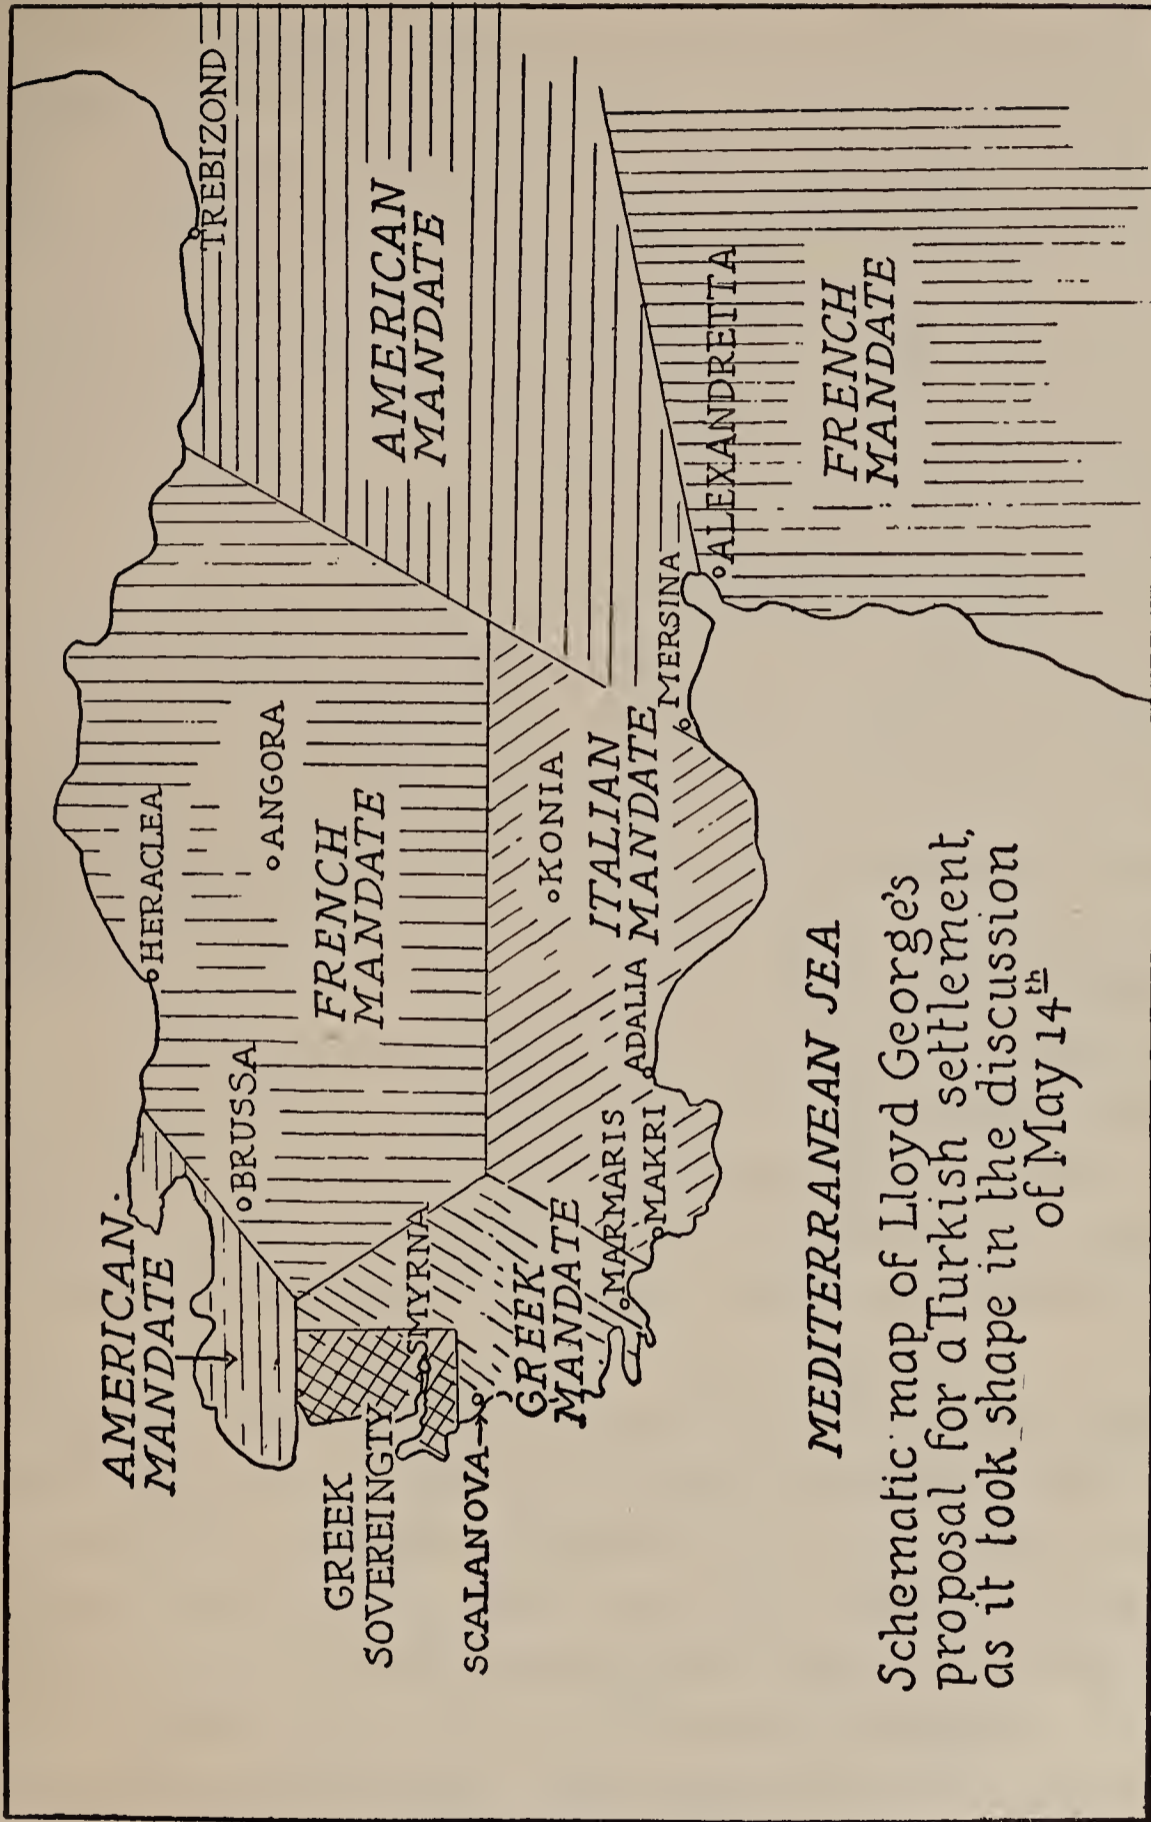 AMERICAN
MANDATE
TREBIZOND
HERACLEA
BRUSSA
ANGORA
AMERICAN
MANDATE
FRENCH
MANDATE
GREEK
SOVEREINGTY
SMYRNA
SCALANOVA
GREEK
MANDATE
KONIA
ITALIAN
MANDATE
MARMARIS
MAKRI
ADALIA
MERSINA
ALEXANDRETTA
FRENCH
MANDATE
MEDITERRANEAN SEA
Schematic map of Lloyd George's
proposal for a Turkish settlement,
as it took shape in the discussion
of May 14th